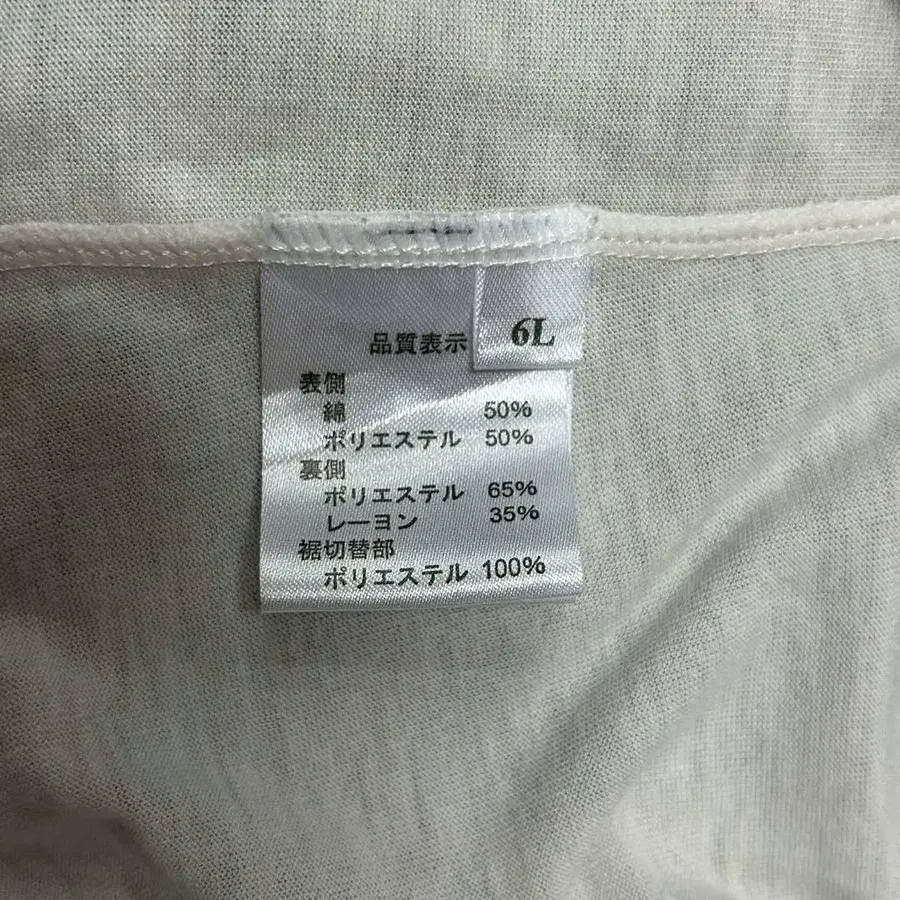 6L
品質表示
表側
綿 50%
ポリエステル 50%
裏側
ポリエステル 65%
レーヨン 35%
裾切替部
ポリエステル 100%